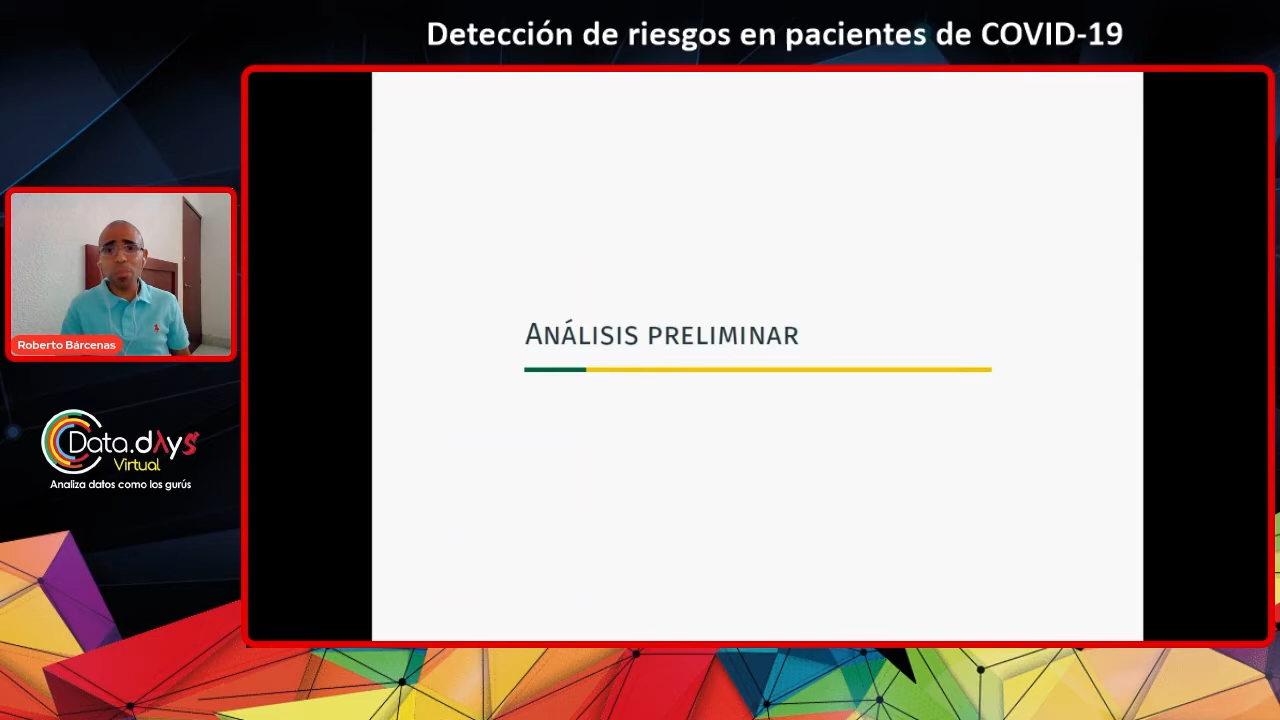 Detección de riesgos en pacientes de COVID-19
ANÁLISIS PRELIMINAR
Roberto Bárcenas
Data.dλys
Virtual
Analiza datos como los gurús